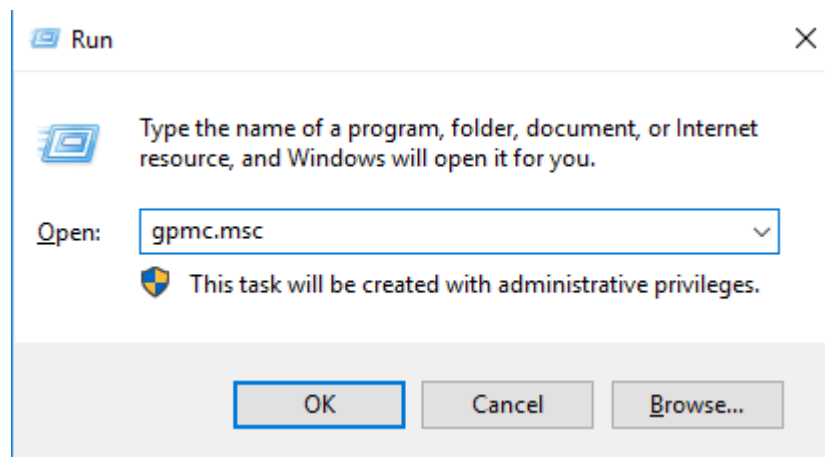 Run
Type the name of a program, folder, document, or Internet
resource, and Windows will open it for you.
Open: gpmc.msc
This task will be created with administrative privileges.
OK Cancel Browse...